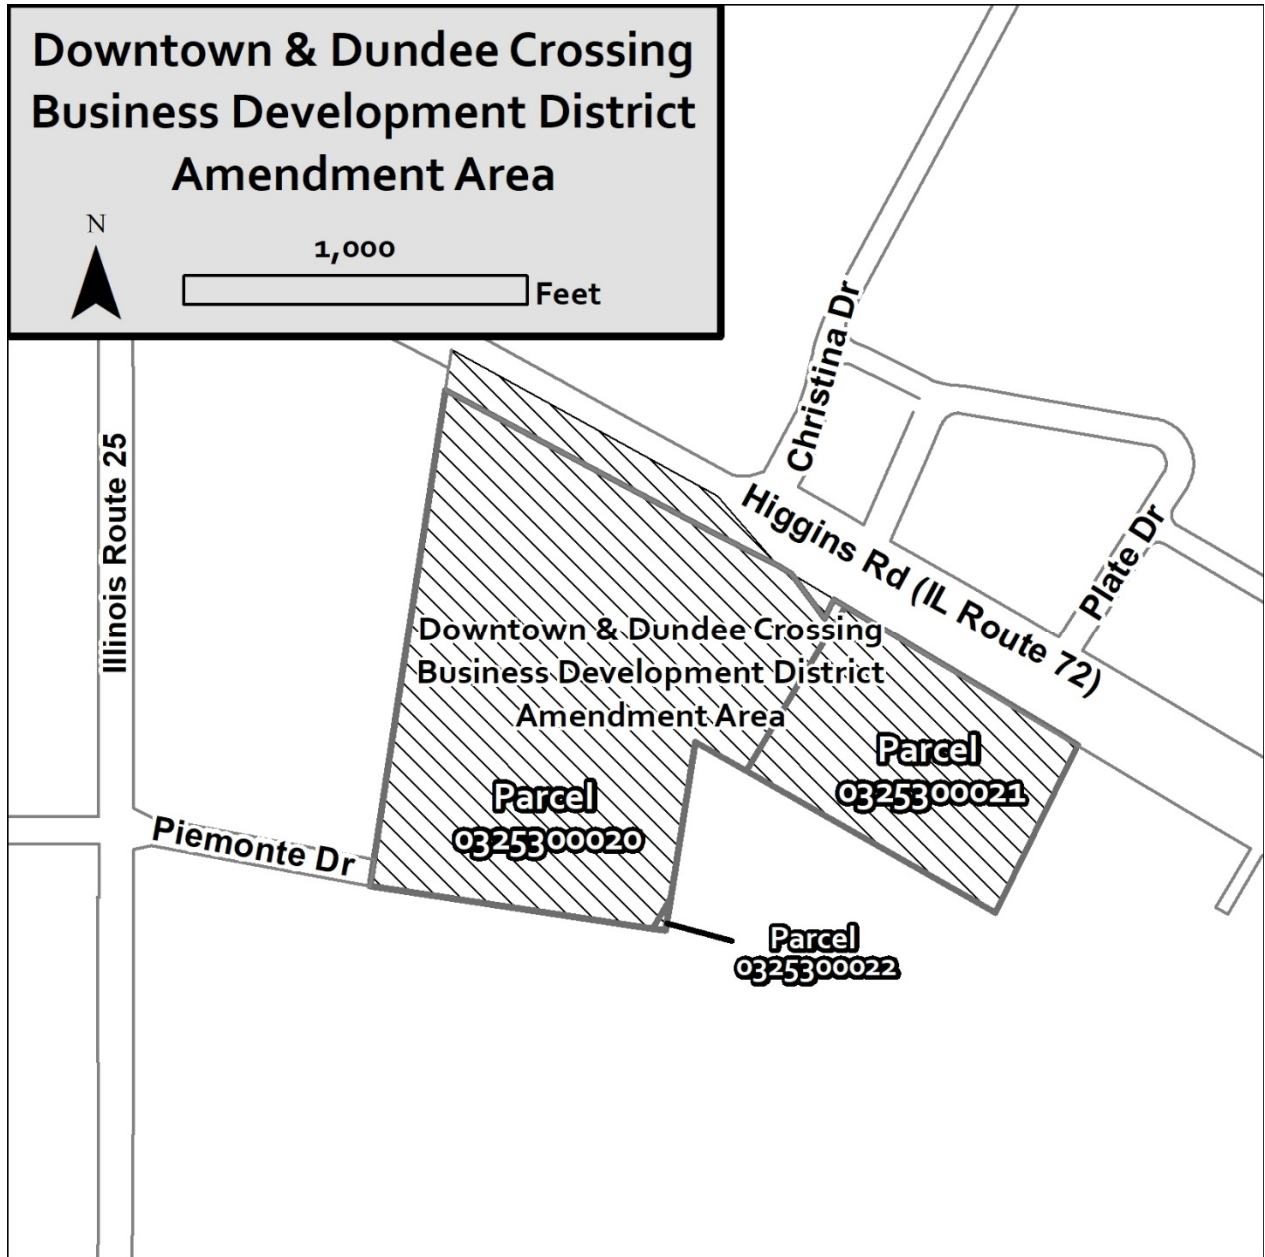 Downtown & Dundee Crossing
Business Development District
Amendment Area
N
1,000
Feet
Christina Dr
Illinois Route 25
Higgins Rd (IL Route 72)
Plate Dr
Downtown & Dundee Crossing
Business Development District
Amendment Area
Parcel
0325300021
Parcel
0325300020
Piemonte Dr
Parcel
0325300022